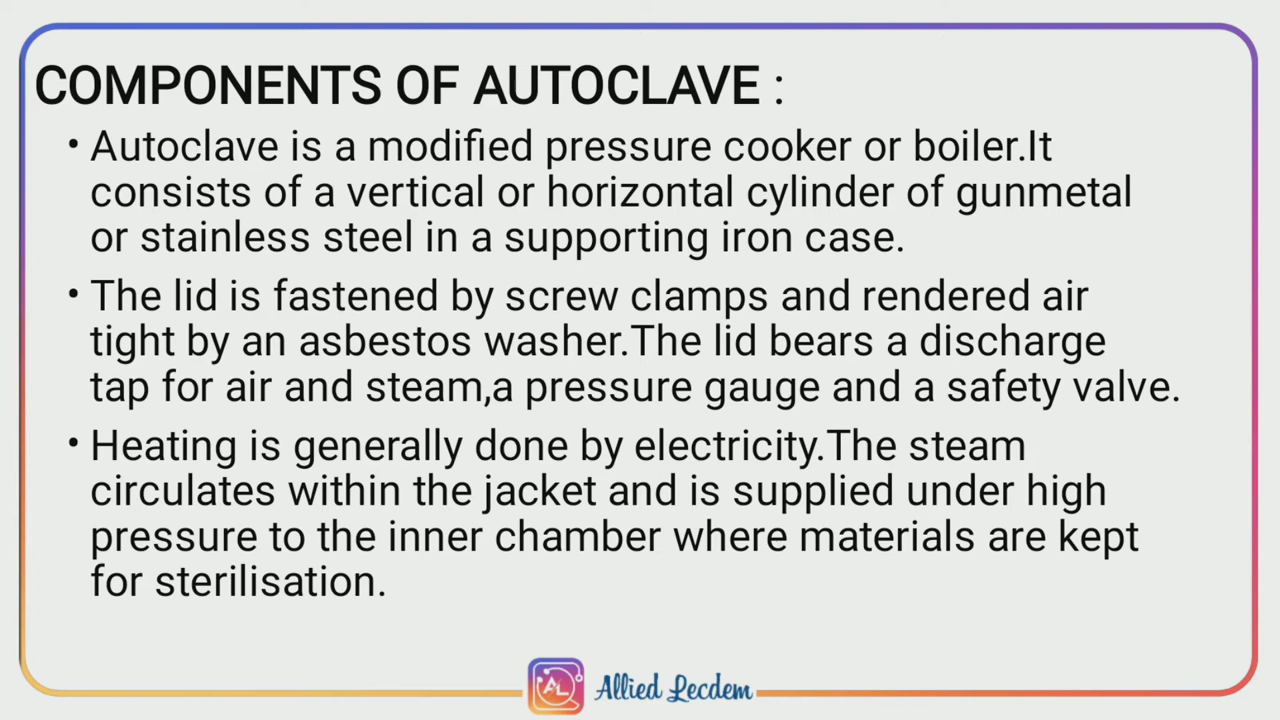 COMPONENTS OF AUTOCLAVE :
• Autoclave is a modified pressure cooker or boiler.It
consists of a vertical or horizontal cylinder of gunmetal
or stainless steel in a supporting iron case.
• The lid is fastened by screw clamps and rendered air
tight by an asbestos washer.The lid bears a discharge
tap for air and steam,a pressure gauge and a safety valve.
• Heating is generally done by electricity.The steam
circulates within the jacket and is supplied under high
pressure to the inner chamber where materials are kept
for sterilisation.
AL Allied Lecdem